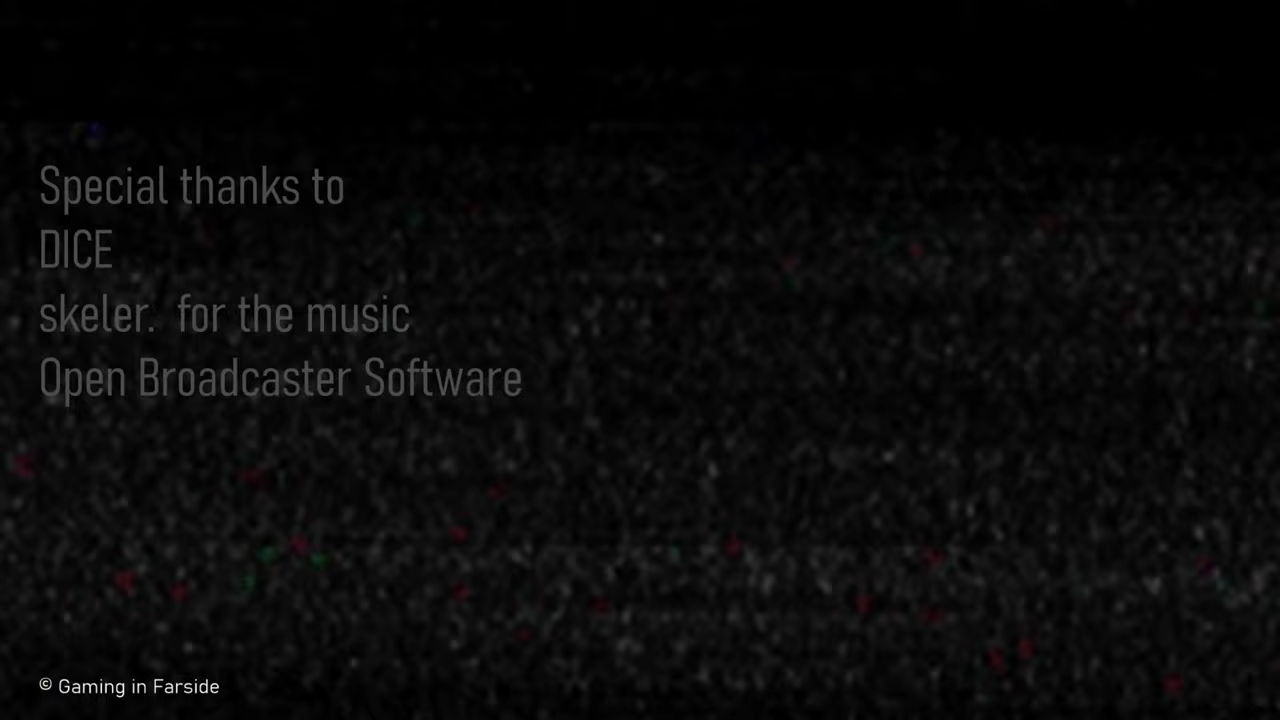 Special thanks to
DICE
skeler.  for the music
Open Broadcaster Software
© Gaming in Farside